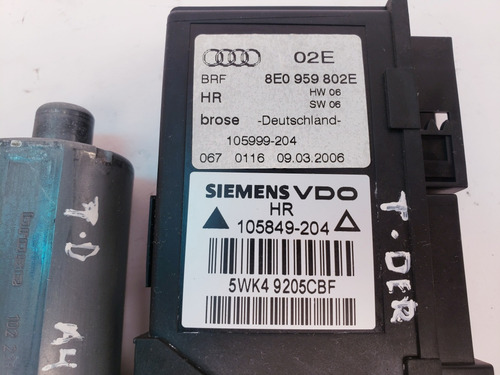 02E
BRF 8E0 959 802E
HR HW 06
SW 06
brose -Deutschland-
105999-204
067 0116 09.03.2006
SIEMENS VDO
HR
105849-204
5WK4 9205CBF
T.DER
T.D
A4